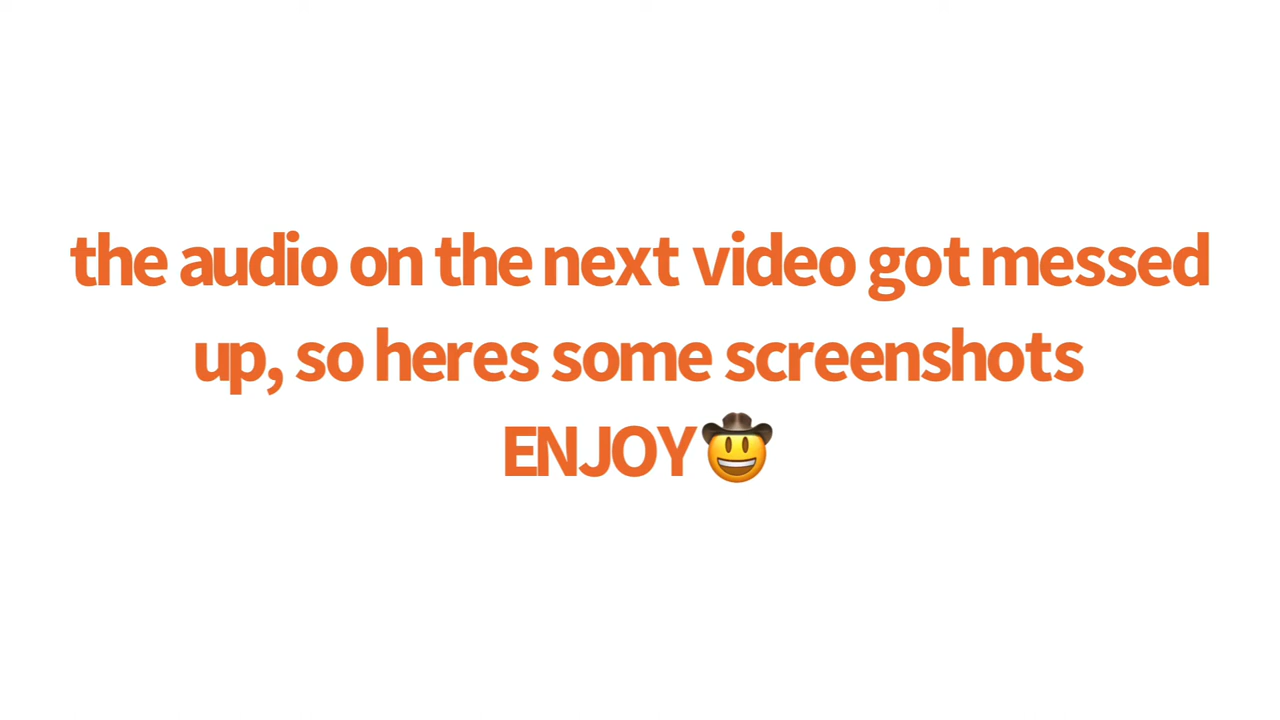 the audio on the next video got messed
up, so heres some screenshots
ENJOY🤠